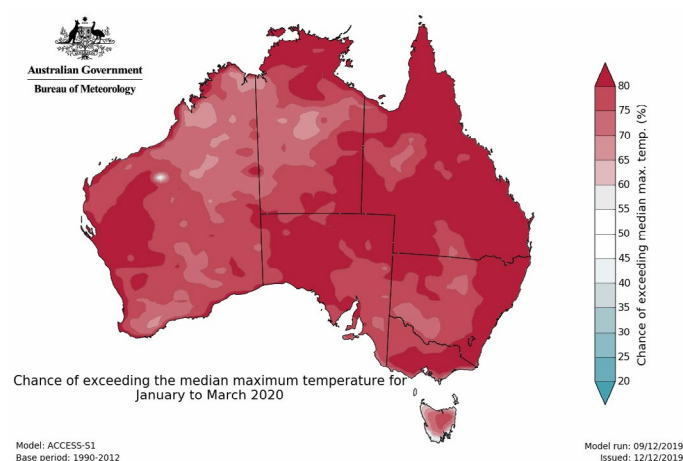 Australian Government
Bureau of Meteorology
80
75
70
65
60
55
50
45
40
35
30
25
20
Chance of exceeding median max. temp. (%)
Chance of exceeding the median maximum temperature for
January to March 2020
Model: ACCESS-S1
Base period: 1990-2012
Model run: 09/12/2019
Issued: 12/12/2019